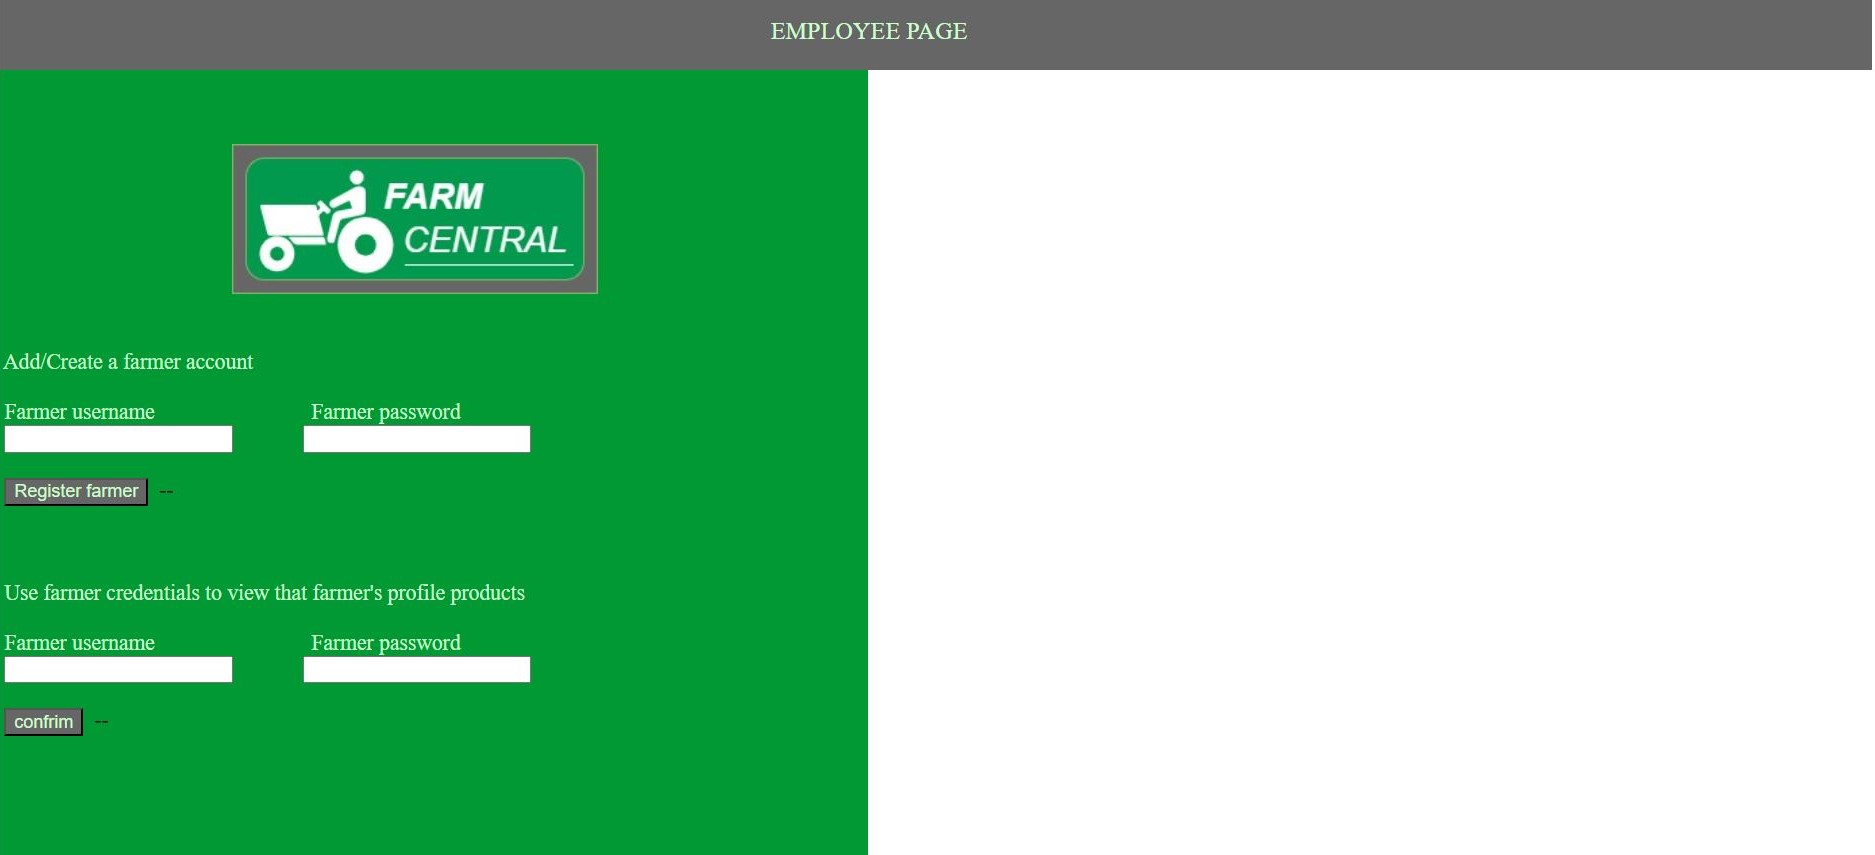 EMPLOYEE PAGE
FARM
CENTRAL
Add/Create a farmer account
Farmer username Farmer password
Register farmer --
Use farmer credentials to view that farmer's profile products
Farmer username Farmer password
confrim --